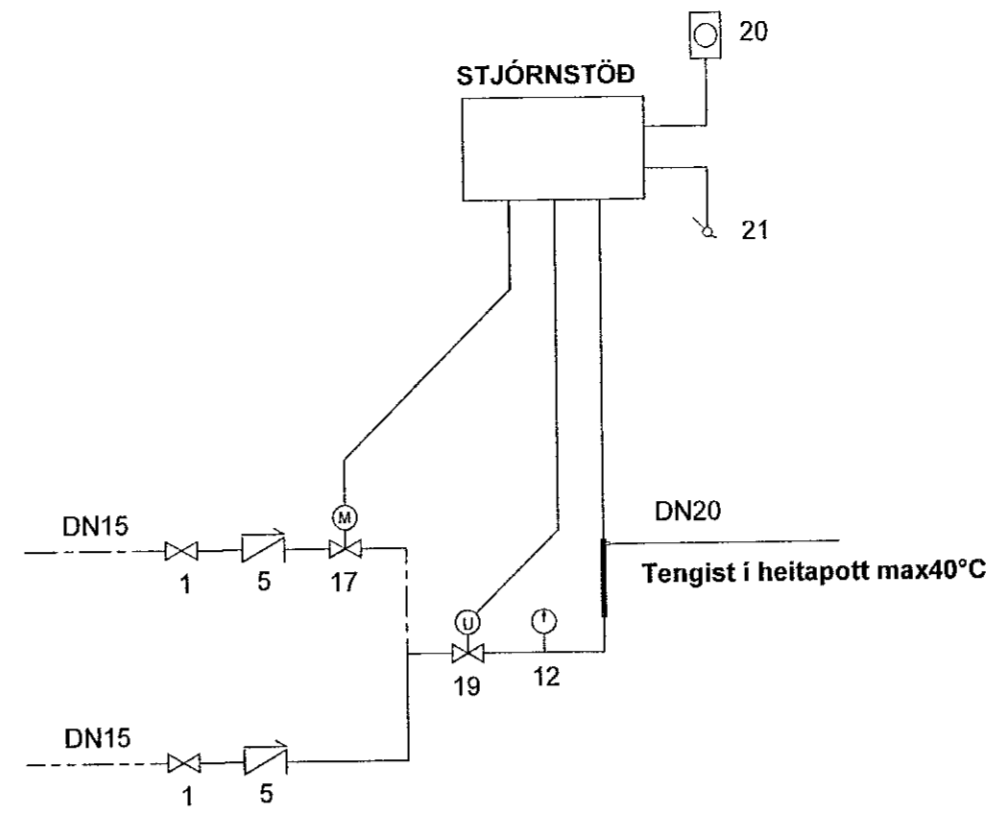 20
STJÓRNSTÖÐ
21
DN15
M
1
5
17
DN20
Tengist í heitapott max40°C
U
19
12
DN15
1
5